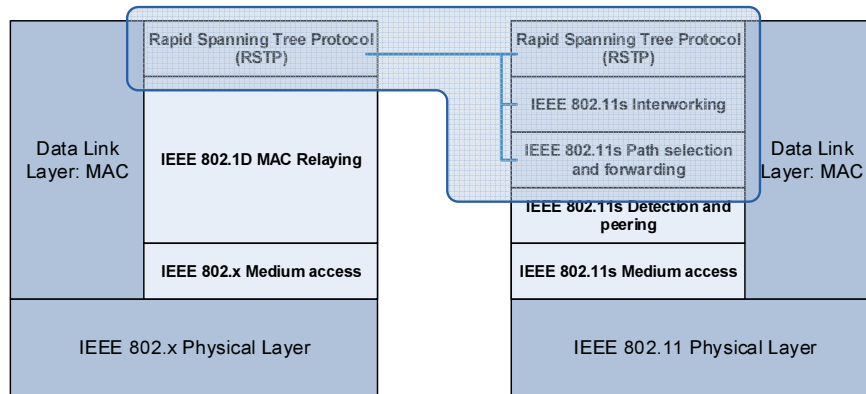 Rapid Spanning Tree Protocol
(RSTP)
Data Link
Layer: MAC
IEEE 802.1D MAC Relaying
IEEE 802.x Medium access
IEEE 802.x Physical Layer
Rapid Spanning Tree Protocol
(RSTP)
IEEE 802.11s Interworking
IEEE 802.11s Path selection
and forwarding
Data Link
Layer: MAC
IEEE 802.11s Detection and
peering
IEEE 802.11s Medium access
IEEE 802.11 Physical Layer